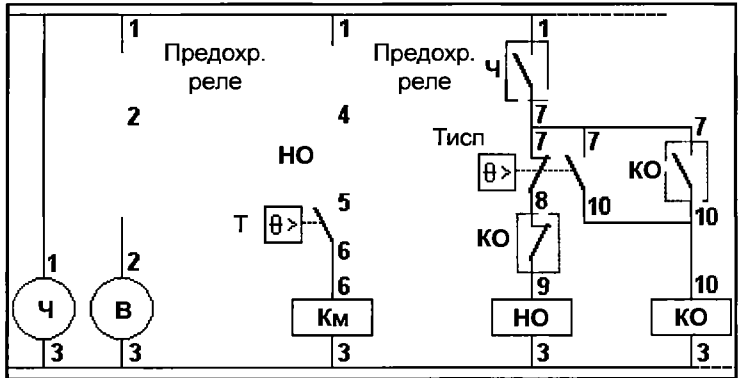 1 1 1
Предохр. реле Предохр. реле Ч
2 4 7
Тисп 7 7 7
НО θ> КО
5 8 10 10
Т θ> КО
6
1 2 6 9 10
Ч В Км НО КО
3 3 3 3 3